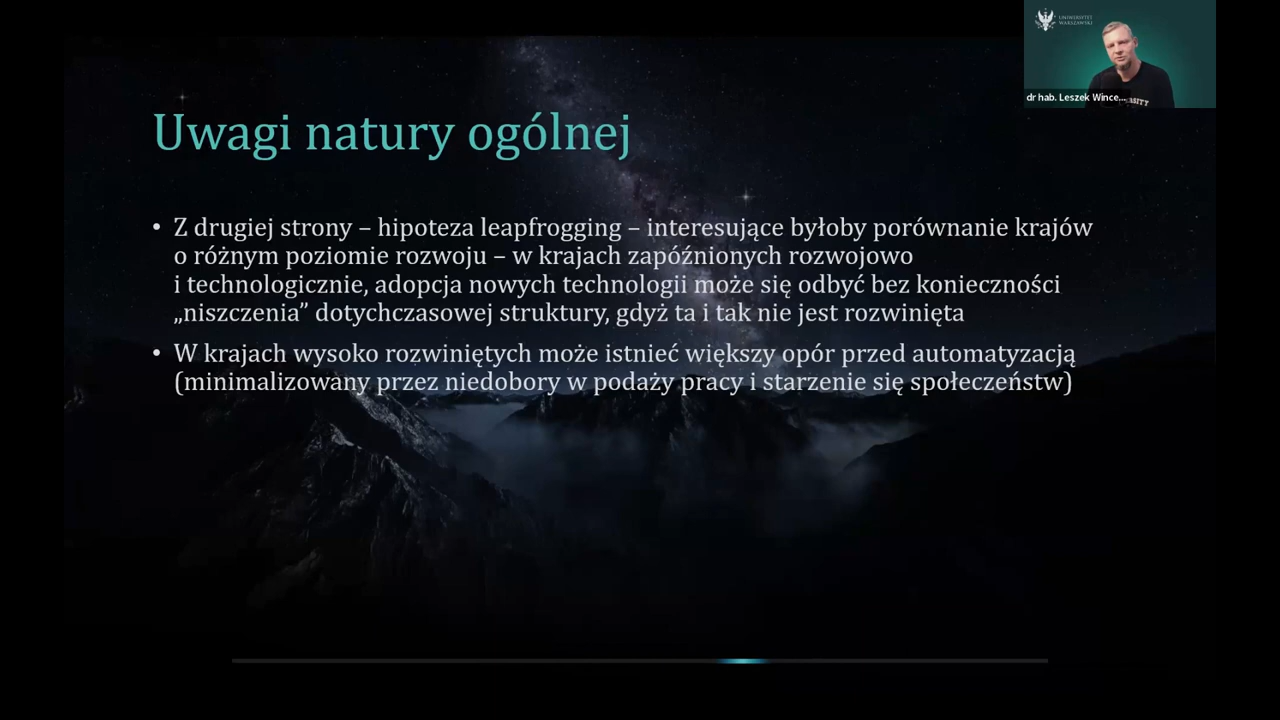 UNIWERSYTET
WARSZAWSKI
dr hab. Leszek Wince...
Uwagi natury ogólnej
• Z drugiej strony – hipoteza leapfrogging – interesujące byłoby porównanie krajów
o różnym poziomie rozwoju – w krajach zapóźnionych rozwojowo
i technologicznie, adopcja nowych technologii może się odbyć bez konieczności
„niszczenia” dotychczasowej struktury, gdyż ta i tak nie jest rozwinięta
• W krajach wysoko rozwiniętych może istnieć większy opór przed automatyzacją
(minimalizowany przez niedobory w podaży pracy i starzenie się społeczeństw)